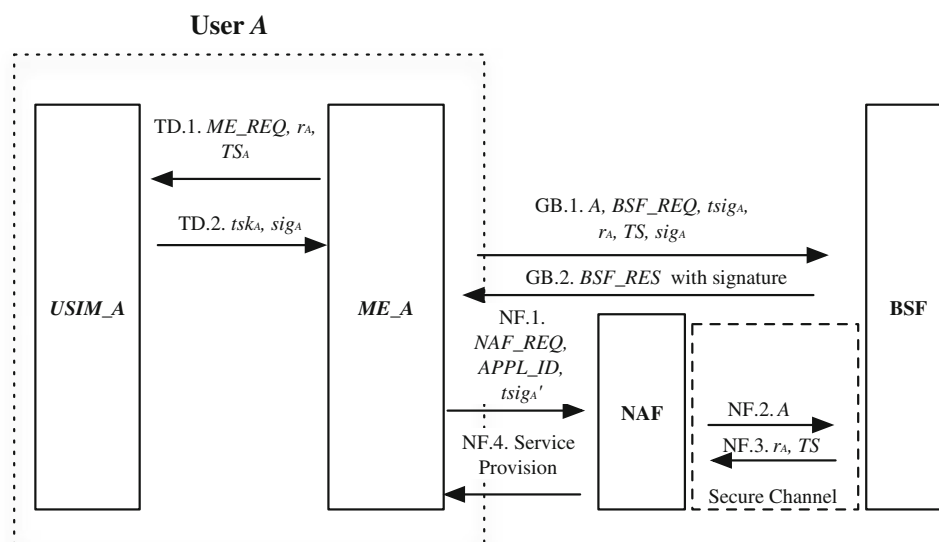 User A
TD.1. ME_REQ, rA,
TSA
TD.2. tskA, sigA
USIM_A
ME_A
GB.1. A, BSF_REQ, tsigA,
rA, TS, sigA
GB.2. BSF_RES with signature
BSF
NF.1.
NAF_REQ,
APPL_ID,
tsigA'
NAF
NF.2. A
NF.3. rA, TS
NF.4. Service
Provision
Secure Channel